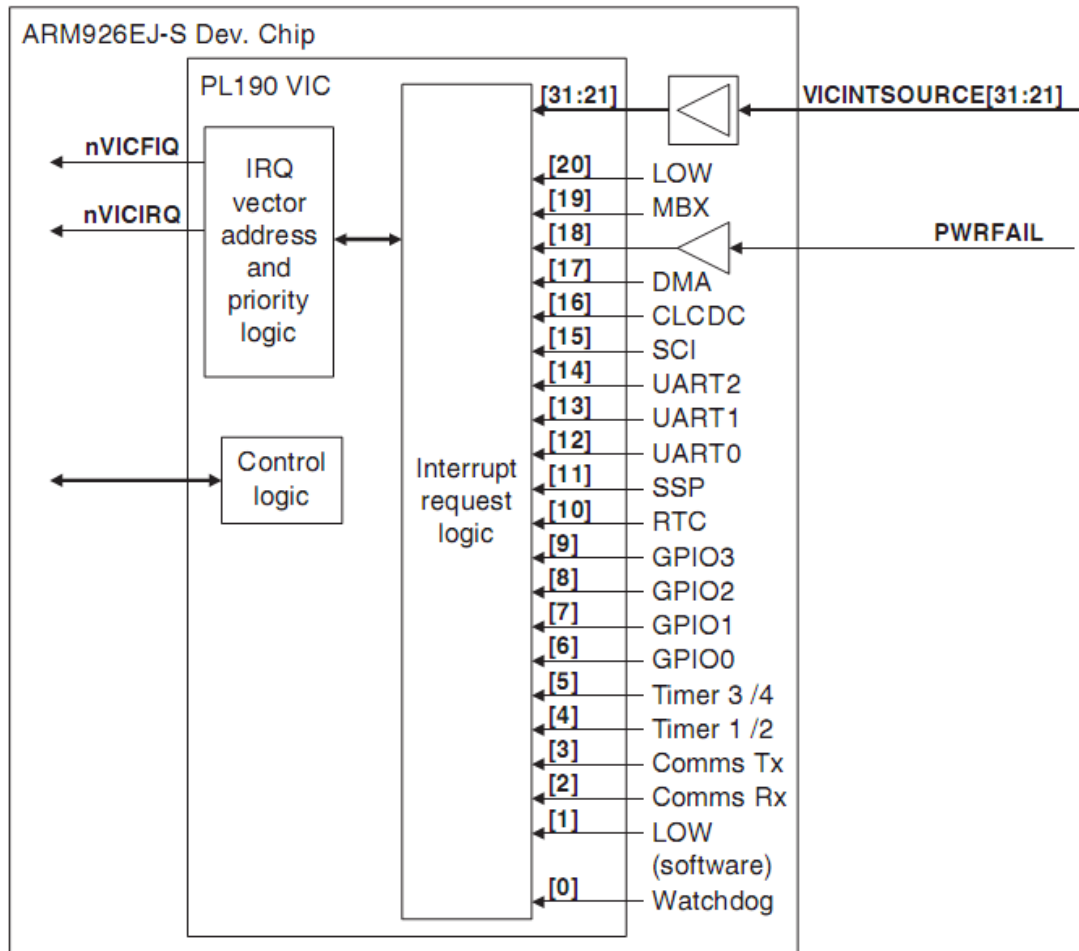 ARM926EJ-S Dev. Chip
PL190 VIC
nVICFIQ
nVICIRQ
IRQ
vector
address
and
priority
logic
Control
logic
Interrupt
request
logic
[31:21]
VICINTSOURCE[31:21]
[20] LOW
[19] MBX
[18] PWRFAIL
[17] DMA
[16] CLCDC
[15] SCI
[14] UART2
[13] UART1
[12] UART0
[11] SSP
[10] RTC
[9] GPIO3
[8] GPIO2
[7] GPIO1
[6] GPIO0
[5] Timer 3 /4
[4] Timer 1 /2
[3] Comms Tx
[2] Comms Rx
[1] LOW
(software)
[0] Watchdog